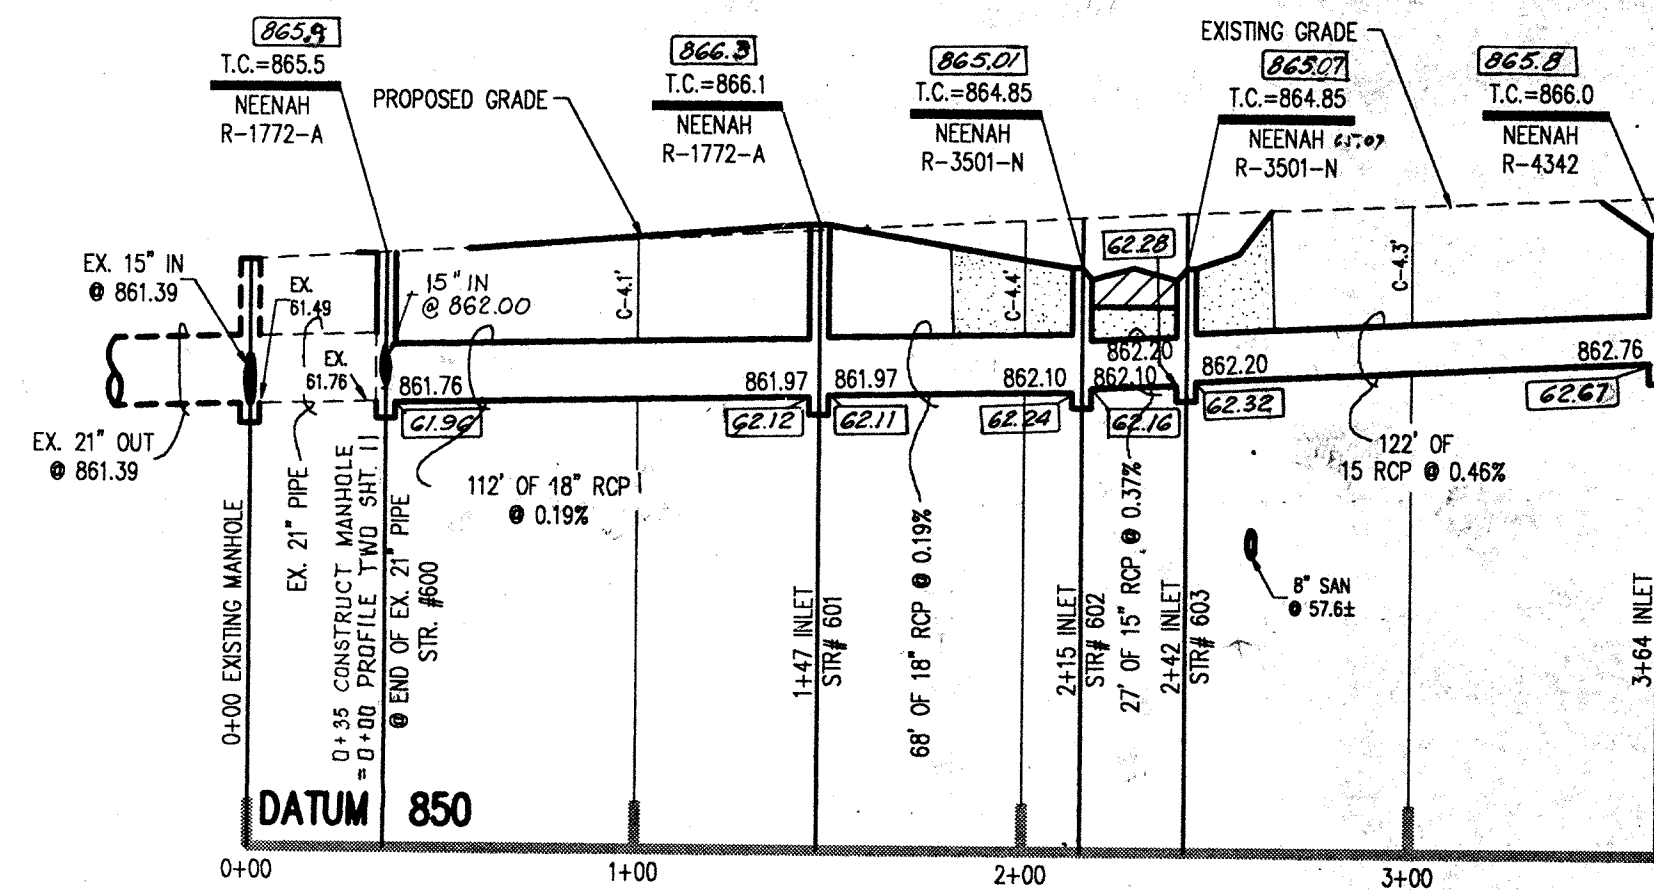 865.9
T.C.=865.5
NEENAH
R-1772-A
PROPOSED GRADE
866.3
T.C.=866.1
NEENAH
R-1772-A
865.01
T.C.=864.85
NEENAH
R-3501-N
EXISTING GRADE
865.07
T.C.=864.85
NEENAH 65.07
R-3501-N
865.8
T.C.=866.0
NEENAH
R-4342
EX. 15" IN
@ 861.39
EX.
61.49
15" IN
@ 862.00
C-4.1'
C-4.4'
62.28
C-4.3'
EX.
61.76
861.76
861.97
861.97
862.10
862.20
862.10
862.20
862.76
61.96
62.12
62.11
62.24
62.16
62.32
62.67
EX. 21" OUT
@ 861.39
EX. 21" PIPE
112' OF 18" RCP
@ 0.19%
68' OF 18" RCP @ 0.19%
27' OF 15" RCP @ 0.37%
122' OF
15 RCP @ 0.46%
8" SAN
@ 57.6±
0+00 EXISTING MANHOLE
0+35 CONSTRUCT MANHOLE
=0+00 PROFILE TWO SHT. 11
@ END OF EX. 21" PIPE
STR. #600
1+47 INLET
STR# 601
2+15 INLET
STR# 602
2+42 INLET
STR# 603
3+64 INLET
DATUM 850
0+00
1+00
2+00
3+00